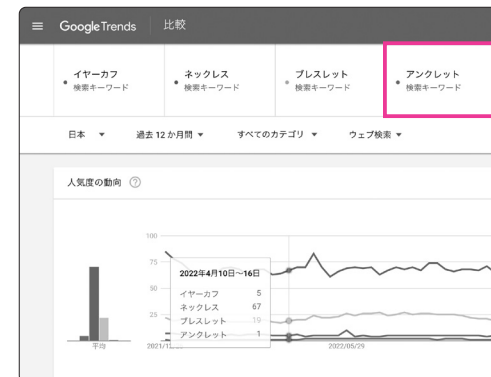 Google Trends 比較
イヤーカフ
検索キーワード
ネックレス
検索キーワード
ブレスレット
検索キーワード
アンクレット
検索キーワード
日本 過去 12 か月間 すべてのカテゴリ ウェブ検索
人気度の動向
100
75
50
25
2022年4月10日～16日
イヤーカフ 5
ネックレス 67
ブレスレット 19
アンクレット 1
平均
2022/05/29